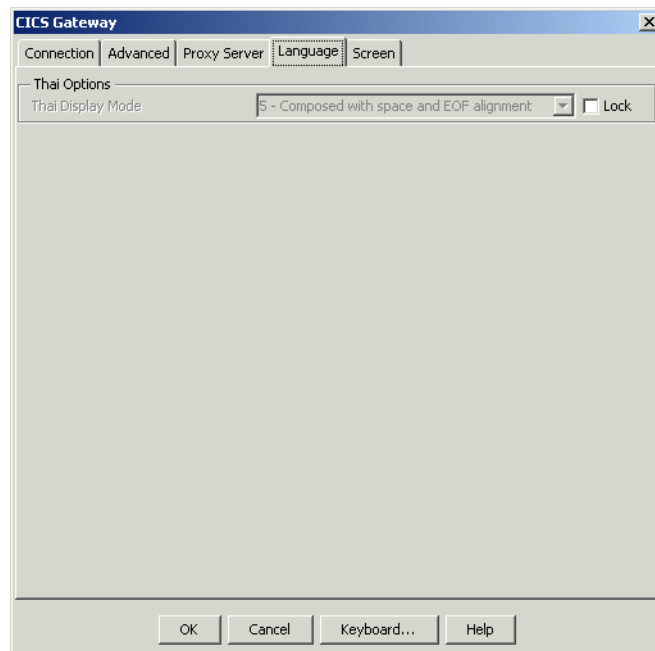 CICS Gateway
Connection Advanced Proxy Server Language Screen
Thai Options
Thai Display Mode 5 - Composed with space and EOF alignment Lock
OK Cancel Keyboard... Help